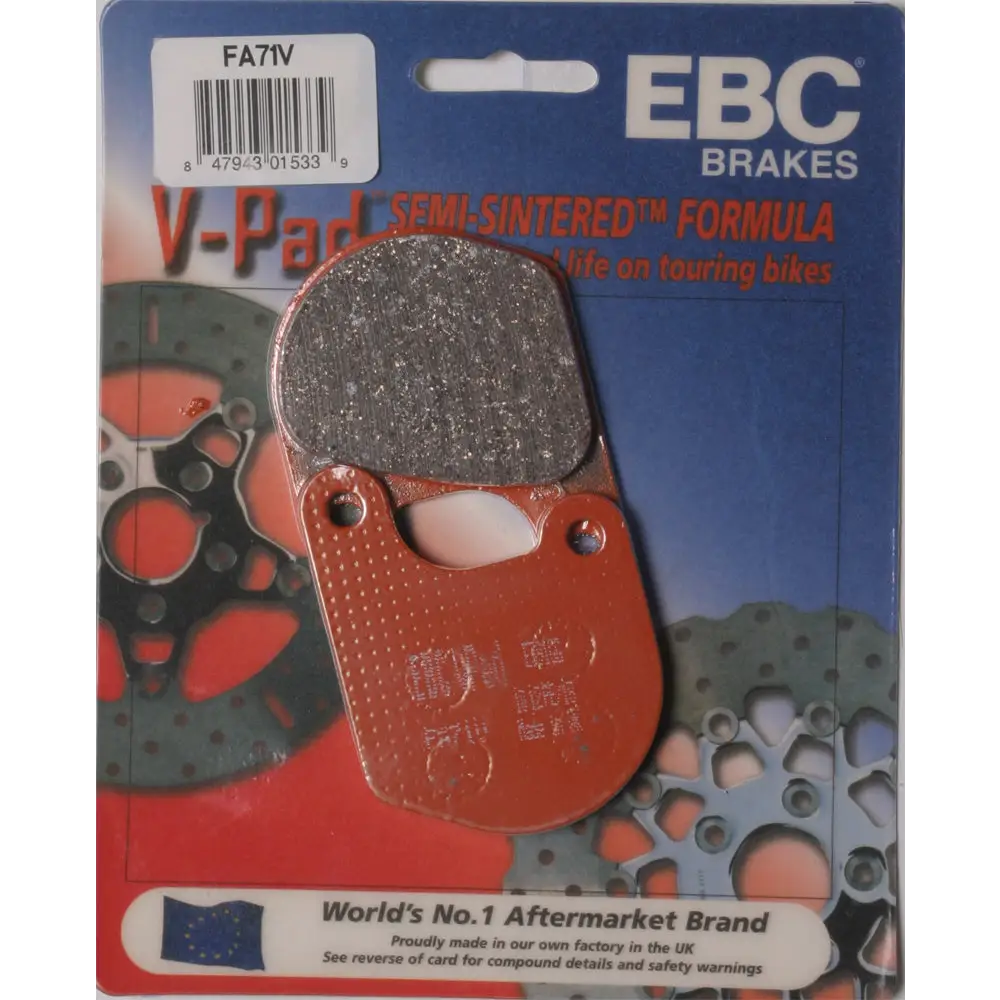 FA71V
8 47943 01533 9
EBC®
BRAKES
V-Pad™ SEMI-SINTERED™ FORMULA
life on touring bikes
World's No.1 Aftermarket Brand
Proudly made in our own factory in the UK
See reverse of card for compound details and safety warnings